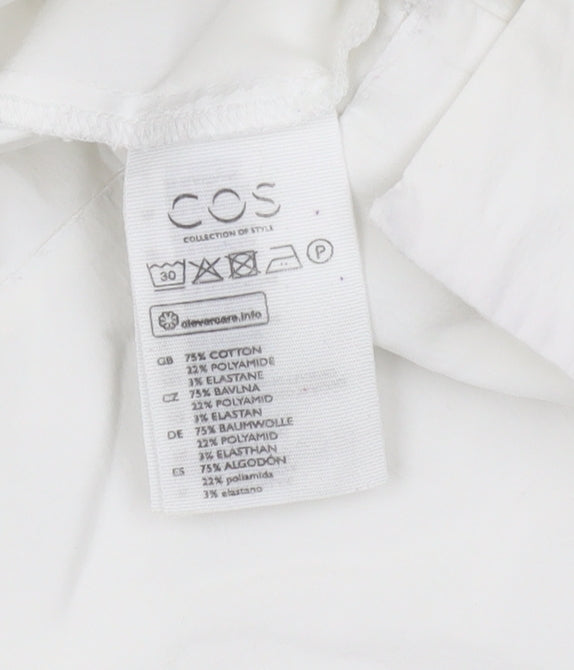 COS
COLLECTION OF STYLE
30 P
clevercare.info
GB 75% COTTON
22% POLYAMIDE
3% ELASTANE
CZ 75% BAVLNA
22% POLYAMID
3% ELASTAN
DE 75% BAUMWOLLE
22% POLYAMID
3% ELASTHAN
ES 75% ALGODÓN
22% poliamida
3% elastano